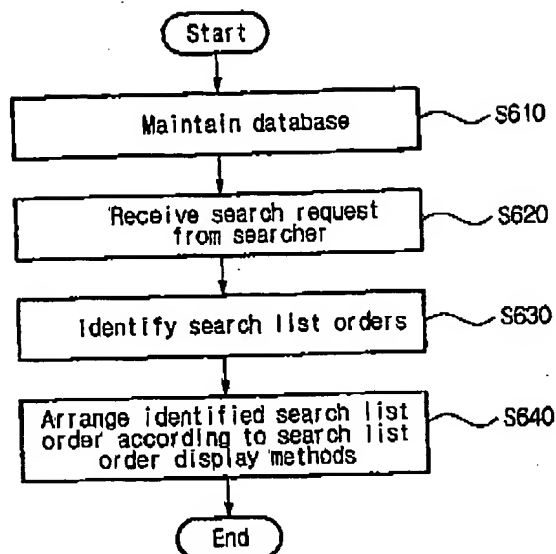 Start
Maintain database
S610
Receive search request
from searcher
S620
Identify search list orders
S630
Arrange identified search list
order according to search list
order display methods
S640
End